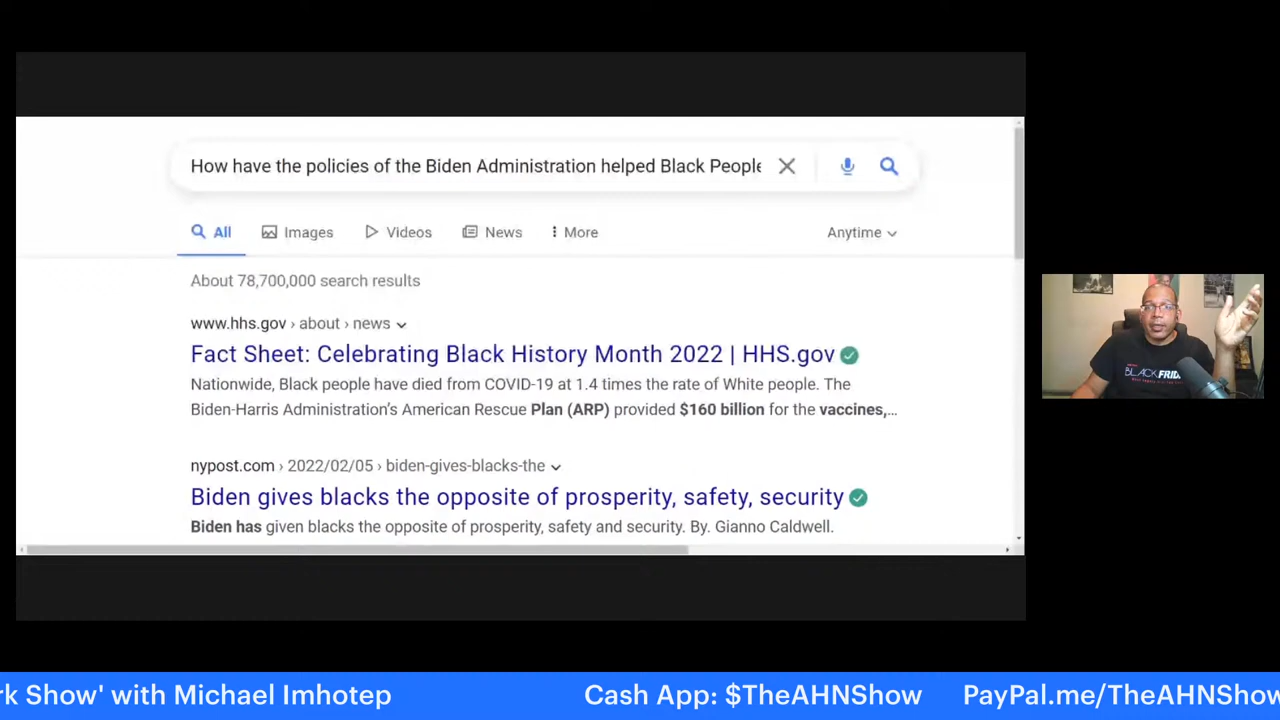 How have the policies of the Biden Administration helped Black People
All
Images
Videos
News
More
Anytime
About 78,700,000 search results
www.hhs.gov › about › news
Fact Sheet: Celebrating Black History Month 2022 | HHS.gov
Nationwide, Black people have died from COVID-19 at 1.4 times the rate of White people. The
Biden-Harris Administration's American Rescue Plan (ARP) provided $160 billion for the vaccines,...
nypost.com › 2022/02/05 › biden-gives-blacks-the
Biden gives blacks the opposite of prosperity, safety, security
Biden has given blacks the opposite of prosperity, safety and security. By. Gianno Caldwell.
BLACK FRID
rk Show' with Michael Imhotep
Cash App: $TheAHNShow
PayPal.me/TheAHNShow